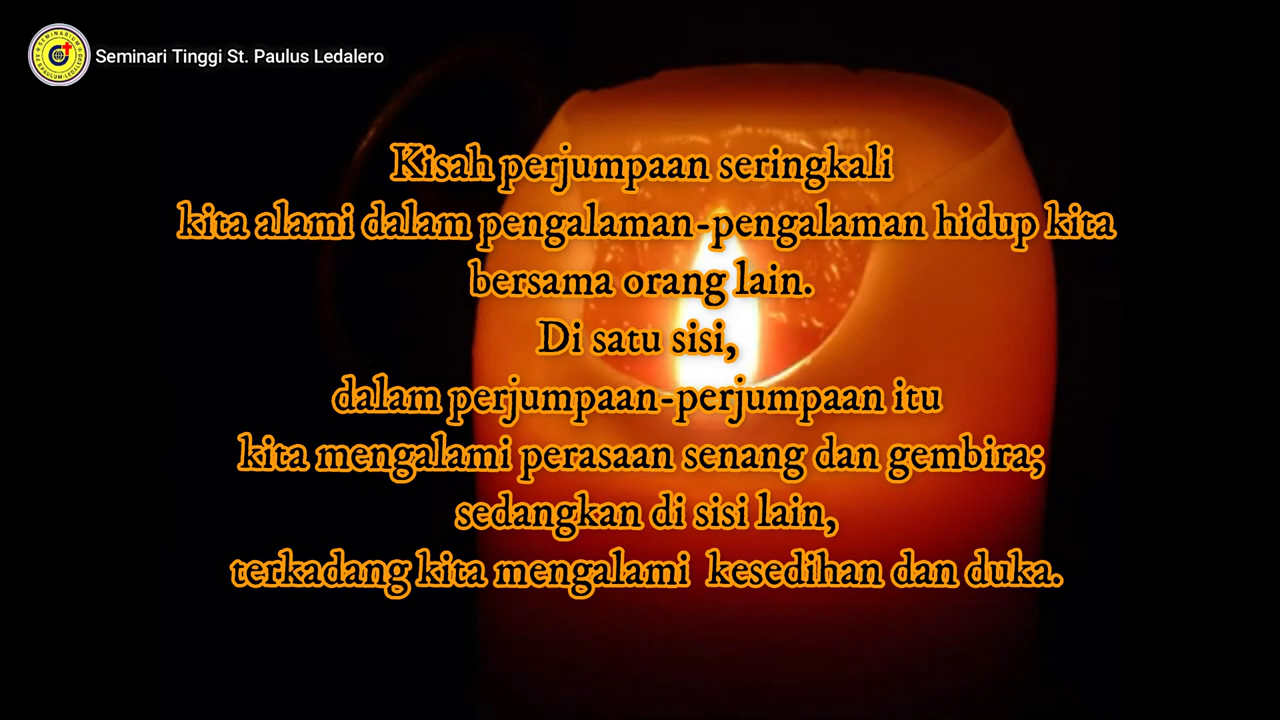 Seminari Tinggi St. Paulus Ledalero
Kisah perjumpaan seringkali
kita alami dalam pengalaman-pengalaman hidup kita
bersama orang lain.
Di satu sisi,
dalam perjumpaan-perjumpaan itu
kita mengalami perasaan senang dan gembira;
sedangkan di sisi lain,
terkadang kita mengalami kesedihan dan duka.